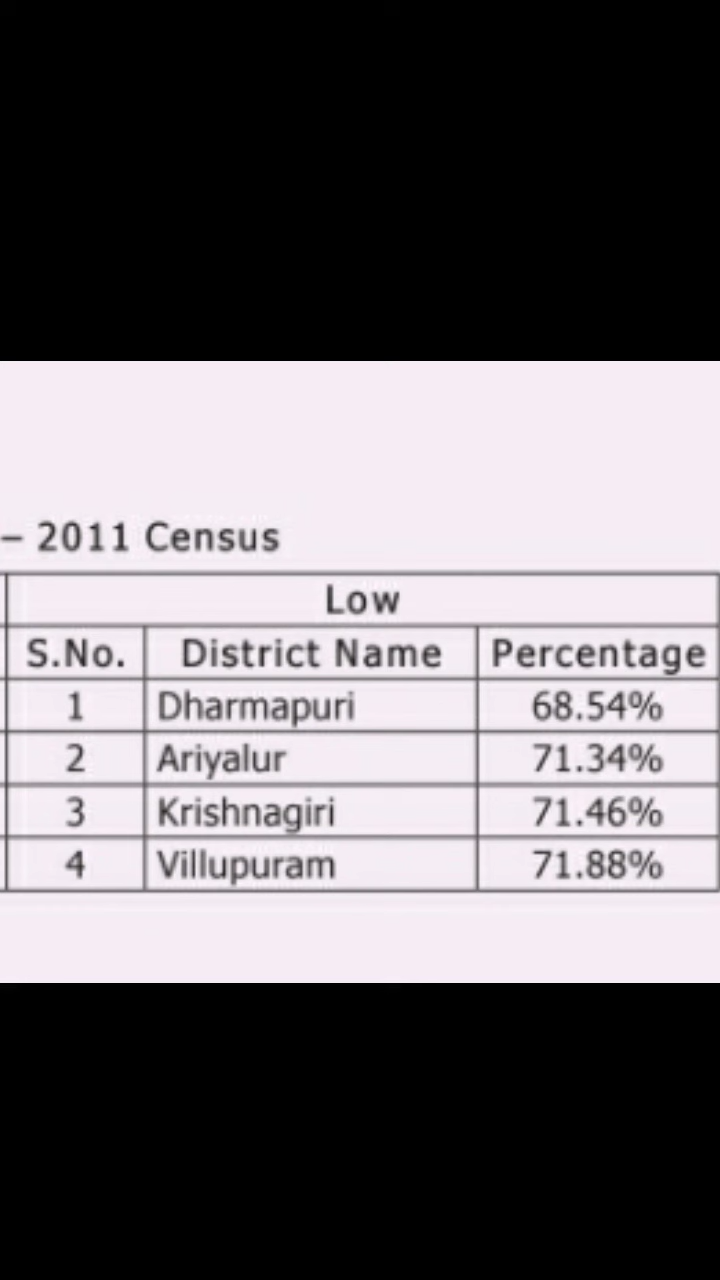 – 2011 Census
Low
S.No. District Name Percentage
1 Dharmapuri 68.54%
2 Ariyalur 71.34%
3 Krishnagiri 71.46%
4 Villupuram 71.88%